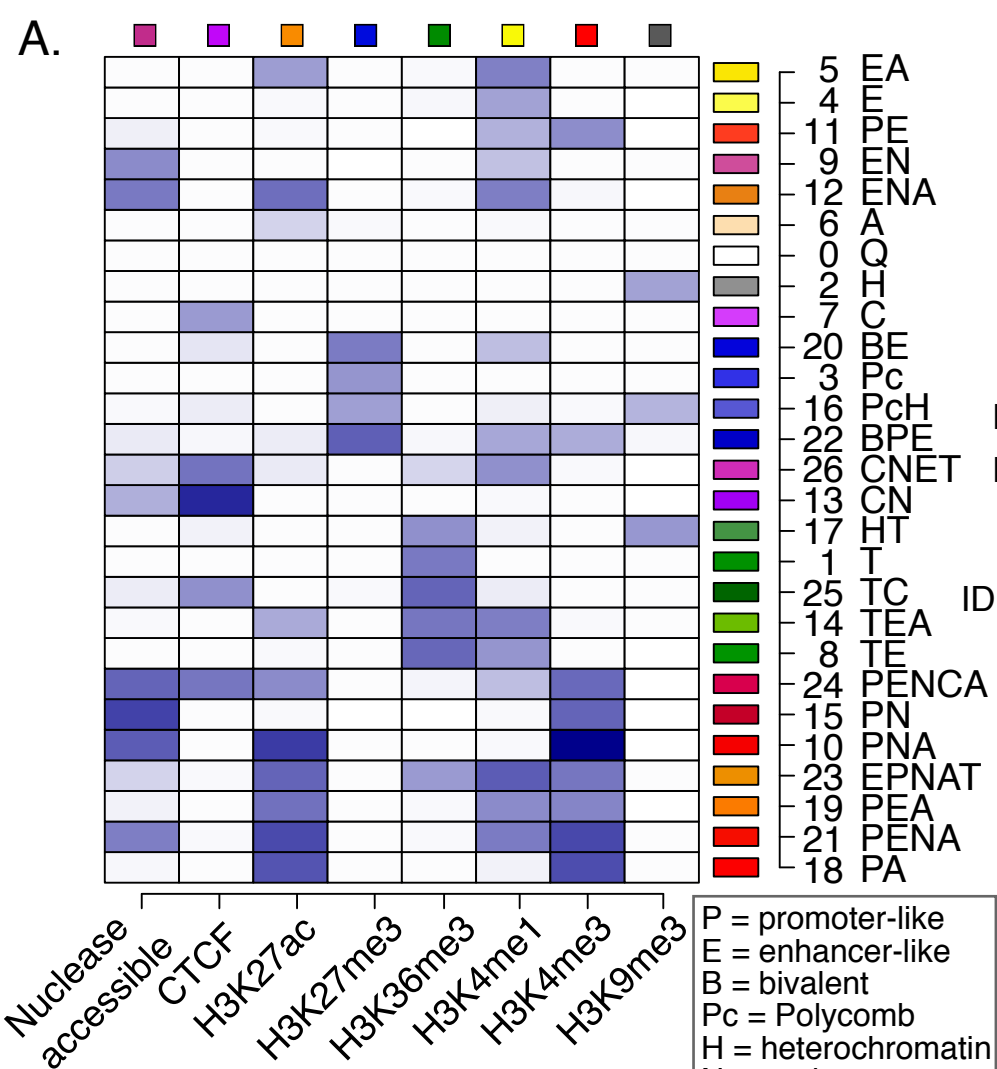 A.
5 EA
4 E
11 PE
9 EN
12 ENA
6 A
0 Q
2 H
7 C
20 BE
3 Pc
16 PcH
22 BPE
26 CNET
13 CN
17 HT
1 T
25 TC
ID
14 TEA
8 TE
24 PENCA
15 PN
10 PNA
23 EPNAT
19 PEA
21 PENA
18 PA
Nuclease
accessible
CTCF
H3K27ac
H3K27me3
H3K36me3
H3K4me1
H3K4me3
H3K9me3
P = promoter-like
E = enhancer-like
B = bivalent
Pc = Polycomb
H = heterochromatin